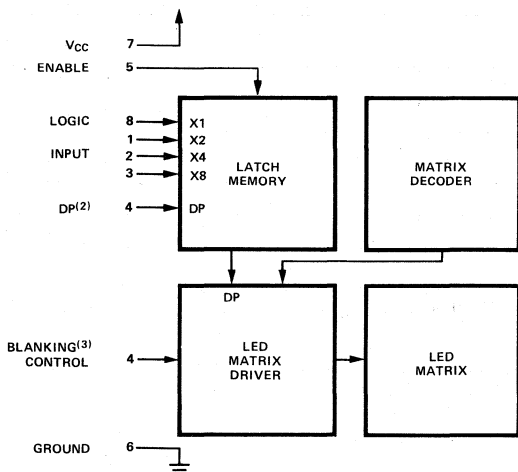 VCC 7
ENABLE 5
LOGIC 8 X1
1 X2
INPUT 2 X4
3 X8
DP(2) 4 DP
LATCH
MEMORY
MATRIX
DECODER
DP
BLANKING(3)
CONTROL 4
LED
MATRIX
DRIVER
LED
MATRIX
GROUND 6